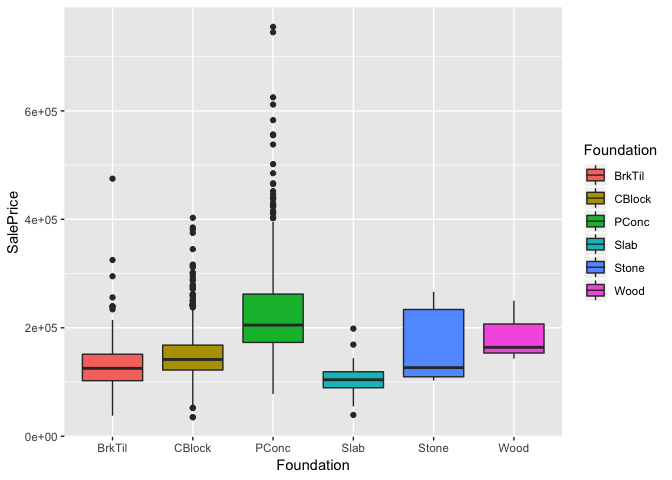 SalePrice
6e+05
4e+05
2e+05
0e+00
BrkTil CBlock PConc Slab Stone Wood
Foundation
Foundation
BrkTil
CBlock
PConc
Slab
Stone
Wood